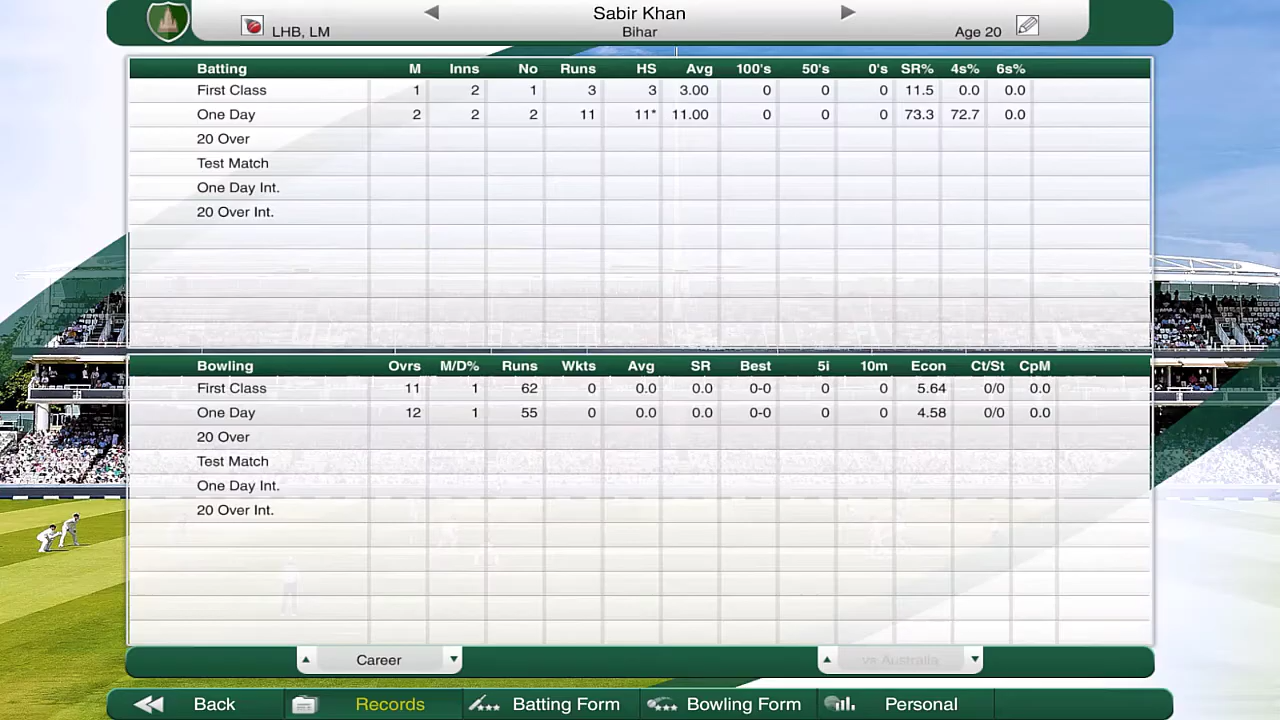 Sabir Khan
LHB, LM Bihar Age 20
Batting M Inns No Runs HS Avg 100's 50's 0's SR% 4s% 6s%
First Class 1 2 1 3 3 3.00 0 0 0 11.5 0.0 0.0
One Day 2 2 2 11 11* 11.00 0 0 0 73.3 72.7 0.0
20 Over
Test Match
One Day Int.
20 Over Int.
Bowling Ovrs M/D% Runs Wkts Avg SR Best 5i 10m Econ Ct/St CpM
First Class 11 1 62 0 0.0 0.0 0-0 0 0 5.64 0/0 0.0
One Day 12 1 55 0 0.0 0.0 0-0 0 0 4.58 0/0 0.0
20 Over
Test Match
One Day Int.
20 Over Int.
Career vs Australia
Back Records Batting Form Bowling Form Personal